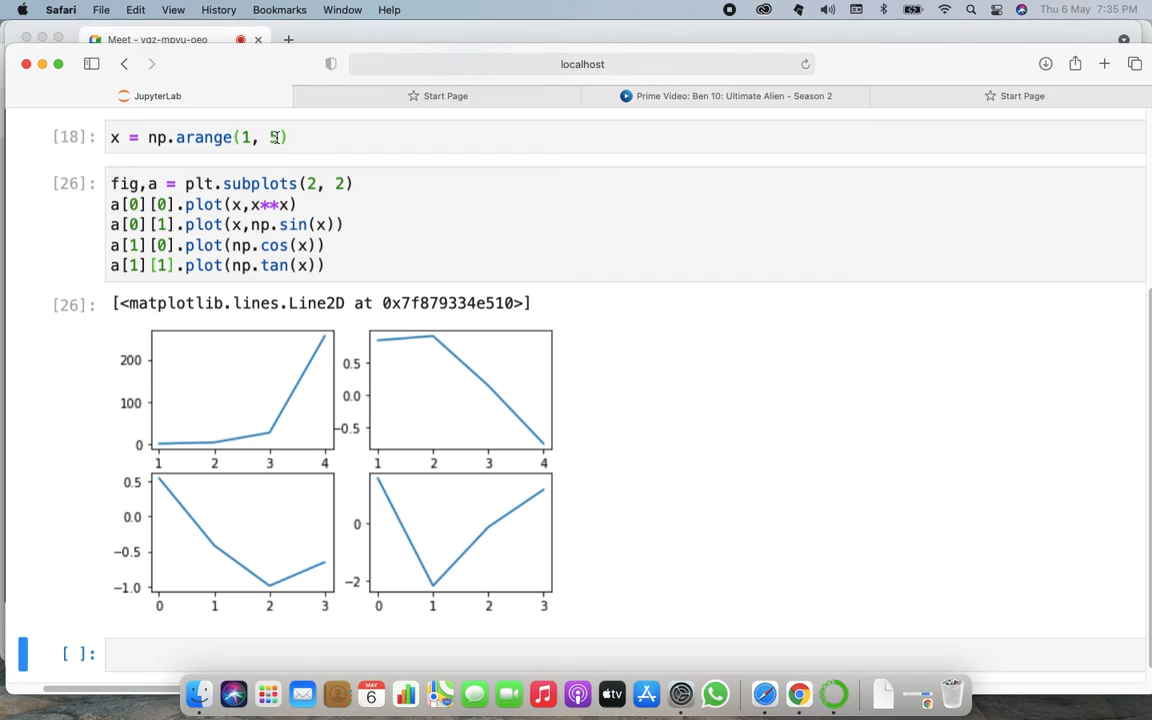 Safari File Edit View History Bookmarks Window Help Thu 6 May 7:35 PM
Meet - vgz-mpvu-oeo
localhost
JupyterLab Start Page Prime Video: Ben 10: Ultimate Alien - Season 2 Start Page
[18]: x = np.arange(1, 5)
[26]: fig,a = plt.subplots(2, 2)
a[0][0].plot(x,x**x)
a[0][1].plot(x,np.sin(x))
a[1][0].plot(np.cos(x))
a[1][1].plot(np.tan(x))
[26]: [<matplotlib.lines.Line2D at 0x7f879334e510>]
200
100
0
1 2 3 4
0.5
0.0
−0.5
1 2 3 4
0.5
0.0
−0.5
−1.0
0 1 2 3
0
−2
0 1 2 3
[ ]:
MAY
6
tv